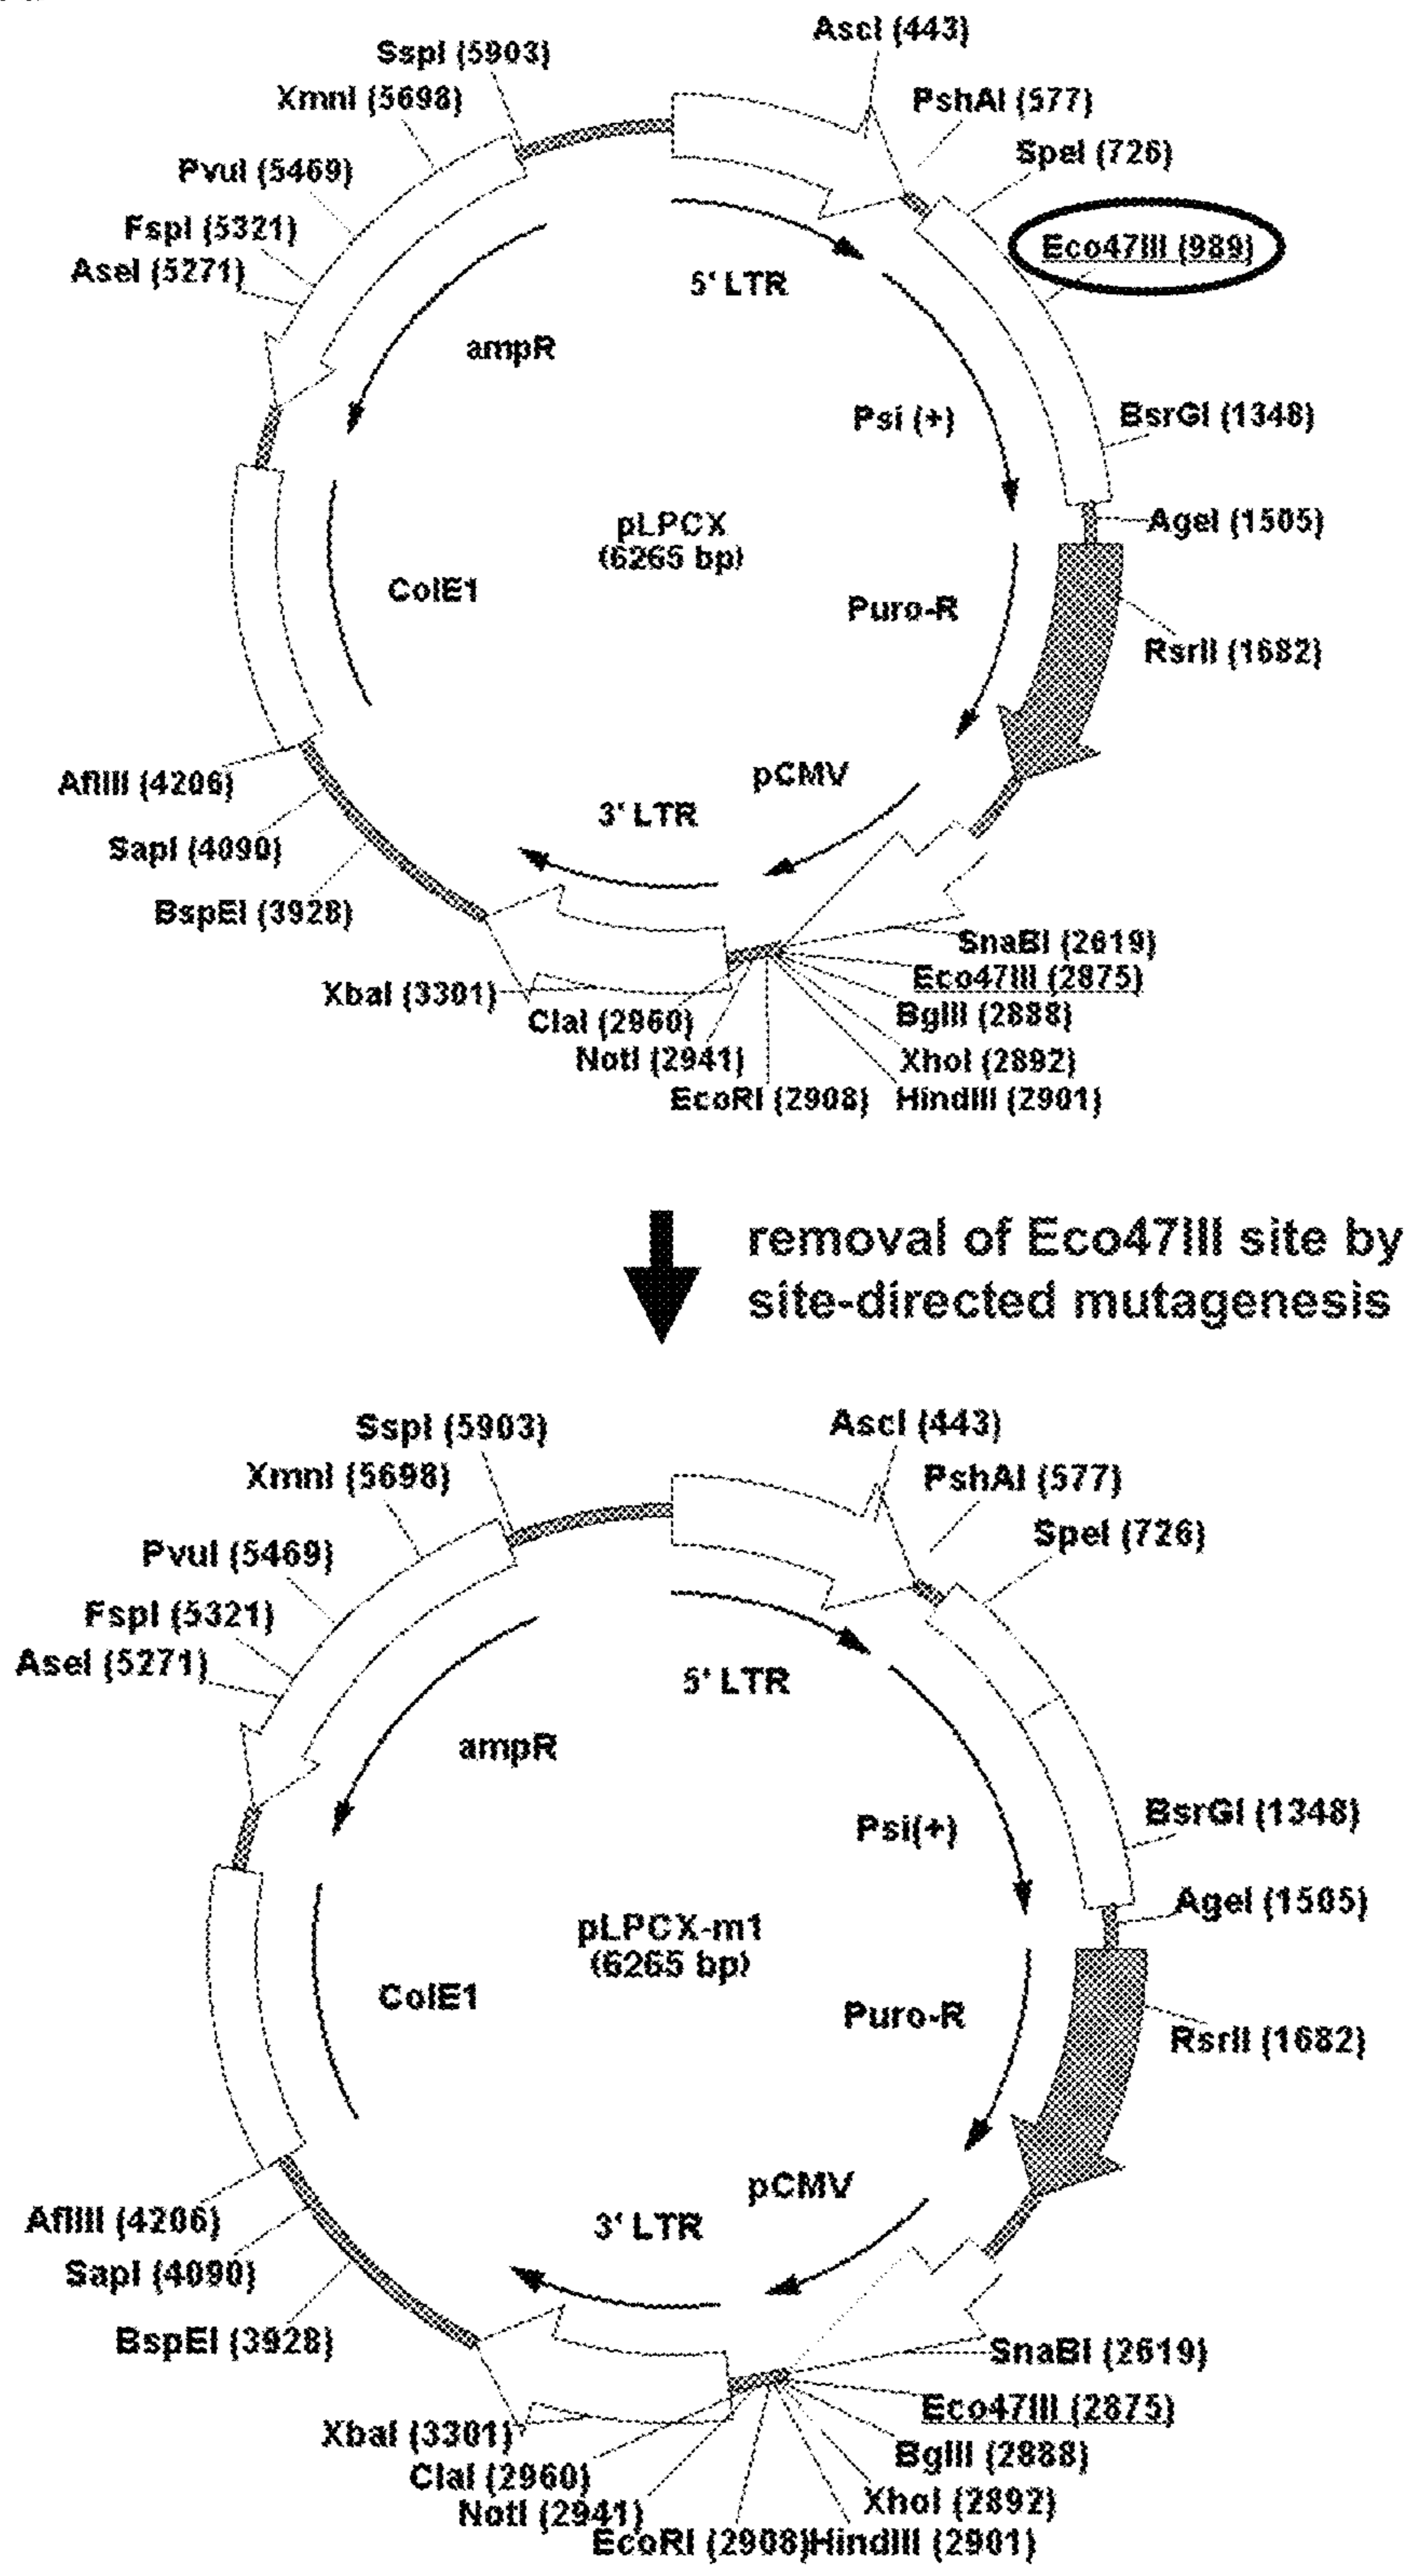 AscI (443)
SspI (5903)
XmnI (5698)
PshAI (577)
SpeI (726)
PvuI (5469)
FspI (5321)
AseI (5271)
Eco47III (989)
5' LTR
ampR
Psi (+)
BsrGI (1348)
pLPCX
(6265 bp)
AgeI (1505)
ColE1
Puro-R
RsrII (1682)
pCMV
3' LTR
AflIII (4206)
SapI (4090)
BspEI (3928)
SnaBI (2619)
Eco47III (2875)
XbaI (3301)
ClaI (2960)
BglII (2888)
NotI (2941)
XhoI (2892)
EcoRI (2908)
HindIII (2901)
removal of Eco47III site by
site-directed mutagenesis
SspI (5903)
AscI (443)
XmnI (5698)
PshAI (577)
SpeI (726)
PvuI (5469)
FspI (5321)
AseI (5271)
5' LTR
ampR
Psi(+)
BsrGI (1348)
AgeI (1505)
pLPCX-m1
(6265 bp)
ColE1
Puro-R
RsrII (1682)
pCMV
3' LTR
AflIII (4206)
SapI (4090)
BspEI (3928)
SnaBI (2619)
Eco47III (2875)
XbaI (3301)
BglII (2888)
ClaI (2960)
XhoI (2892)
NotI (2941)
EcoRI (2908)
HindIII (2901)